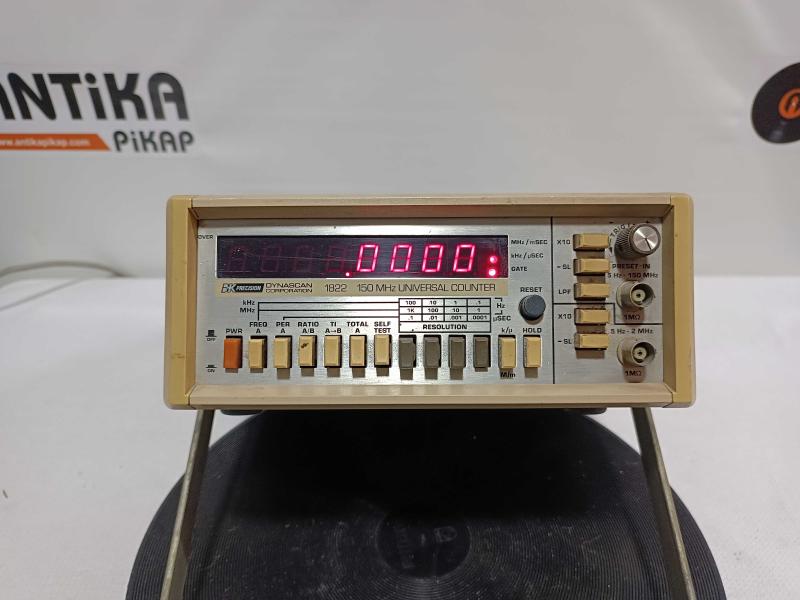 ANTiKA
PiKAP
www.antikapikap.com
OVER
.0000
MHz/mSEC
kHz/µSEC
GATE
BK PRECISION DYNASCAN CORPORATION 1822 150 MHz UNIVERSAL COUNTER
RESET
kHz 100 10 1 .1 Hz
MHz 1K 100 10 1
.1 .01 .001 .0001 µSEC
RESOLUTION
OFF
ON
PWR
FREQ A
PER A
RATIO A/B
TI A→B
TOTAL A
SELF TEST
k/µ
M/m
HOLD
X10
-SL
LPF
X10
-SL
TRIG
PRESET-IN
5 Hz-150 MHz
1MΩ
5 Hz-2 MHz
1MΩ